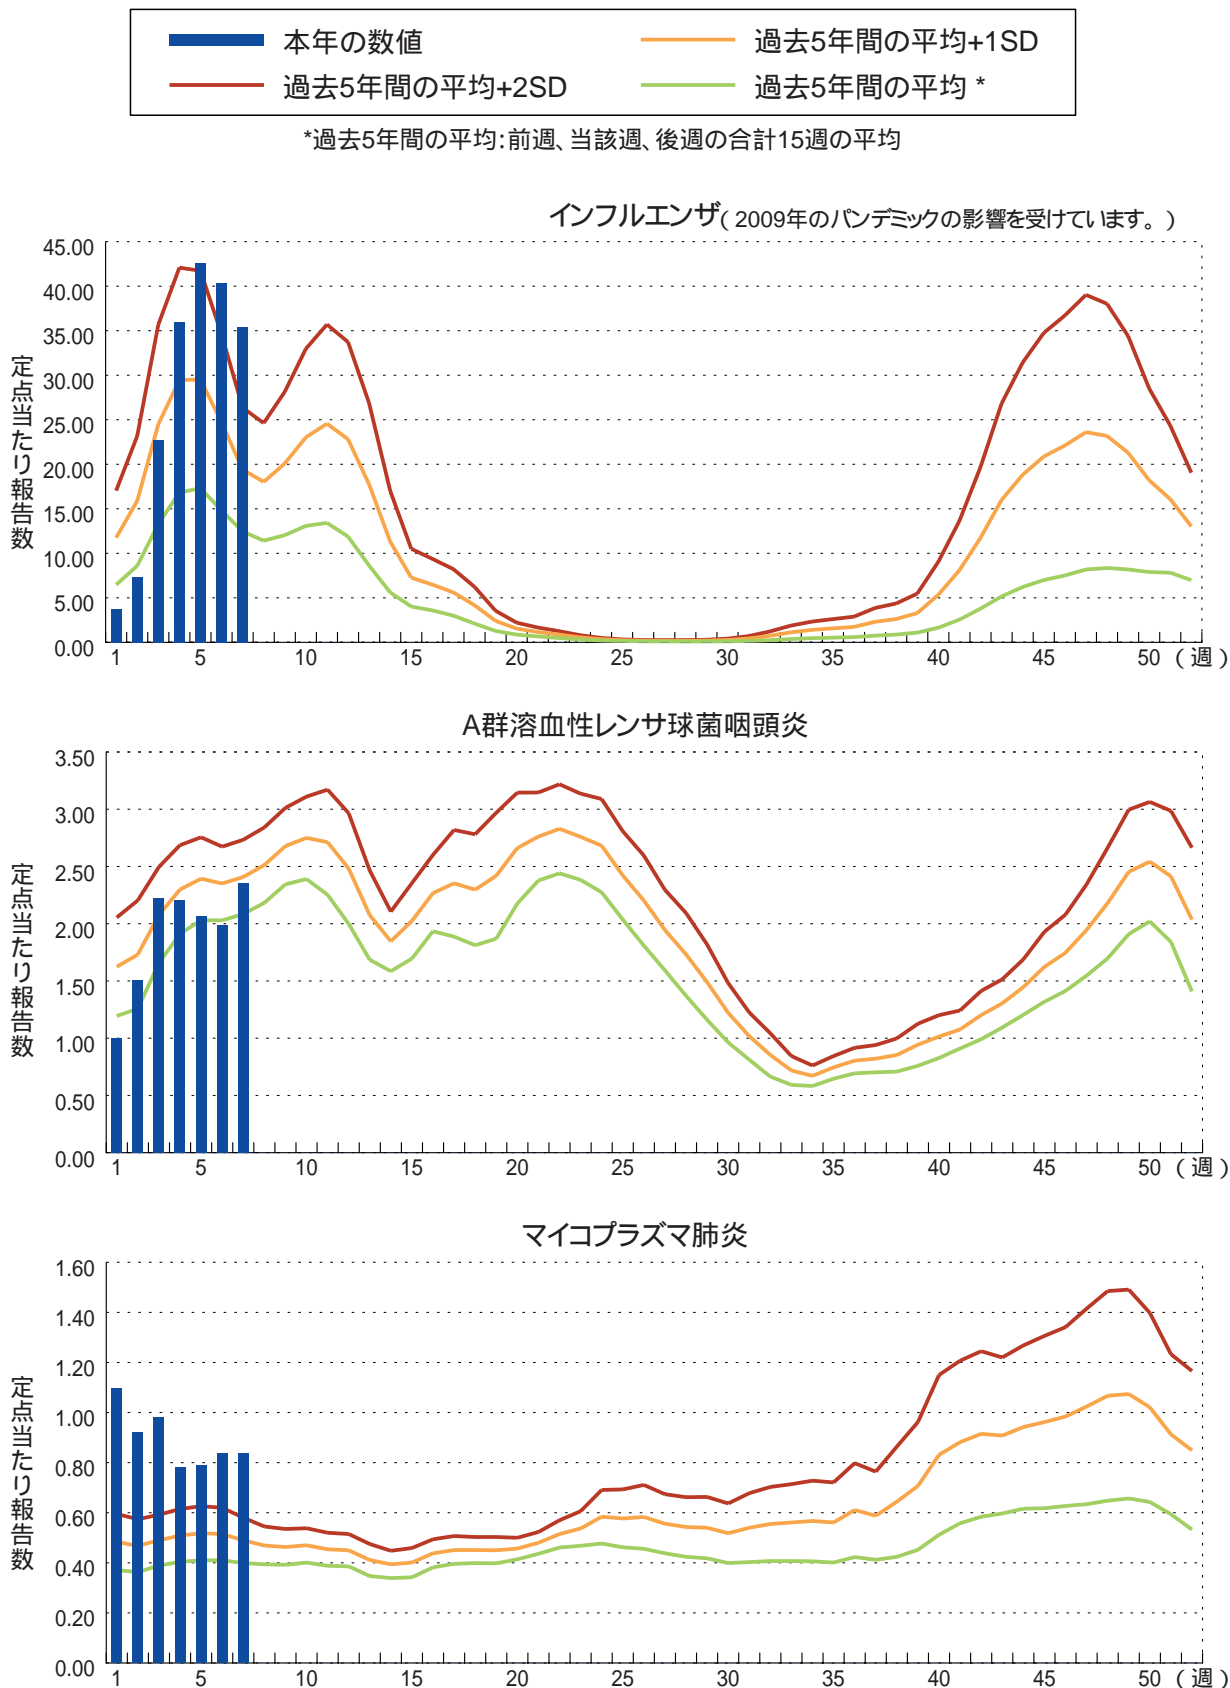 本年の数値
過去5年間の平均+1SD
過去5年間の平均+2SD
過去5年間の平均 *
*過去5年間の平均:前週、当該週、後週の合計15週の平均
インフルエンザ( 2009年のパンデミックの影響を受けています。 )
定点当たり報告数
45.00
40.00
35.00
30.00
25.00
20.00
15.00
10.00
5.00
0.00
1 5 10 15 20 25 30 35 40 45 50 (週)
A群溶血性レンサ球菌咽頭炎
定点当たり報告数
3.50
3.00
2.50
2.00
1.50
1.00
0.50
0.00
1 5 10 15 20 25 30 35 40 45 50 (週)
マイコプラズマ肺炎
定点当たり報告数
1.60
1.40
1.20
1.00
0.80
0.60
0.40
0.20
0.00
1 5 10 15 20 25 30 35 40 45 50 (週)